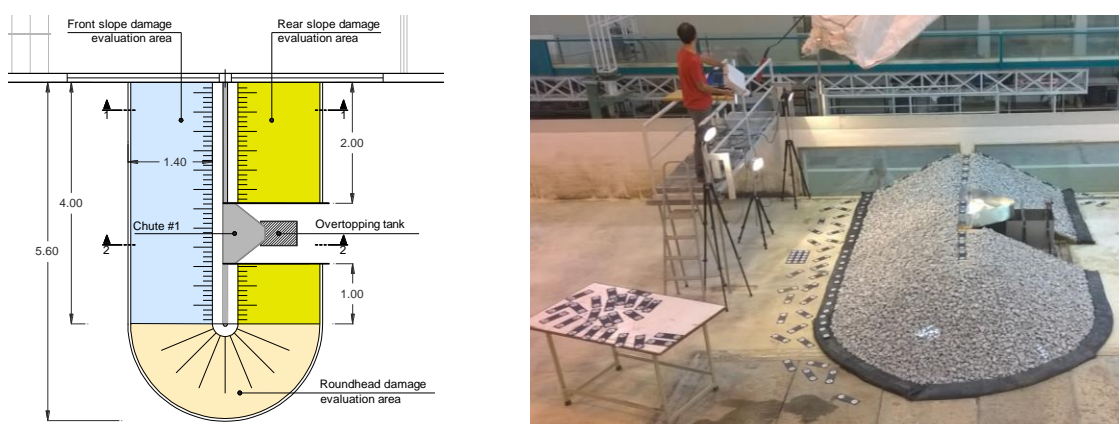 Front slope damage
evaluation area
Rear slope damage
evaluation area
1
1
2.00
1.40
4.00
Chute #1
Overtopping tank
2
2
5.60
1.00
Roundhead damage
evaluation area